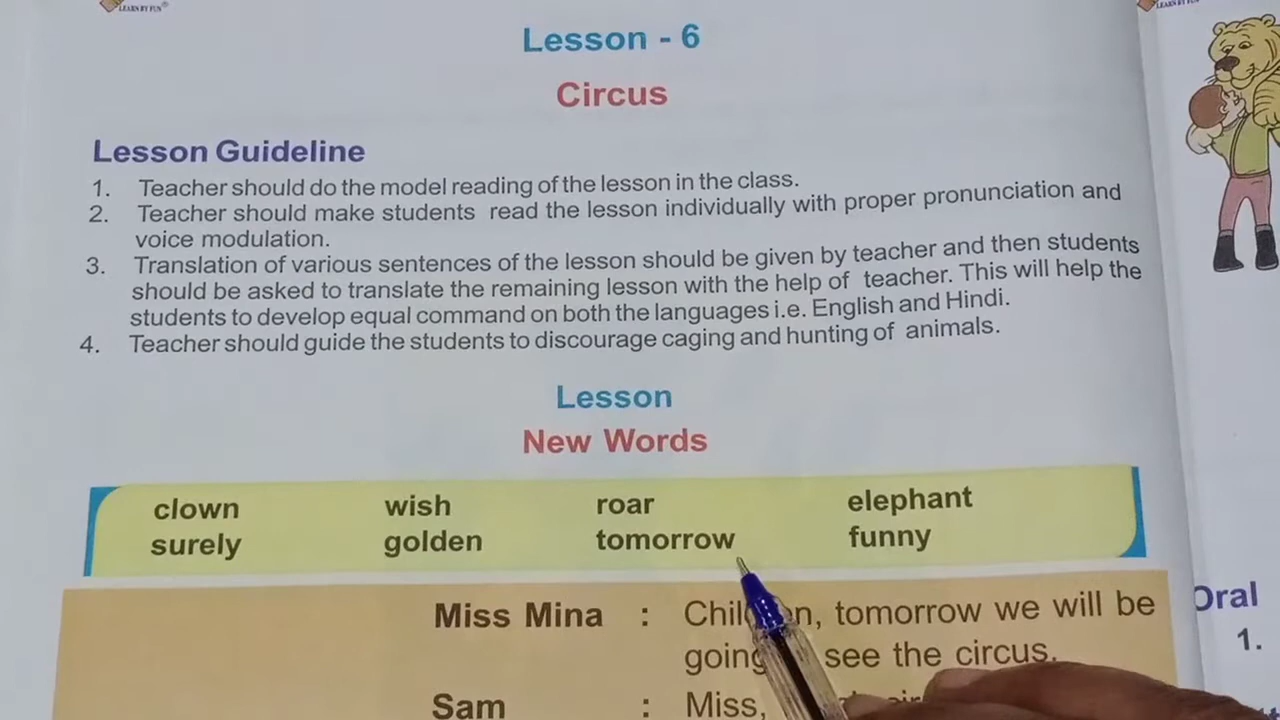 LEARN BY FUN
Lesson - 6
Circus
Lesson Guideline
1. Teacher should do the model reading of the lesson in the class.
2. Teacher should make students read the lesson individually with proper pronunciation and
voice modulation.
3. Translation of various sentences of the lesson should be given by teacher and then students
should be asked to translate the remaining lesson with the help of teacher. This will help the
students to develop equal command on both the languages i.e. English and Hindi.
4. Teacher should guide the students to discourage caging and hunting of animals.
Lesson
New Words
clown wish roar elephant
surely golden tomorrow funny
Miss Mina : Children, tomorrow we will be
going see the circus.
Sam : Miss,
Oral
1.